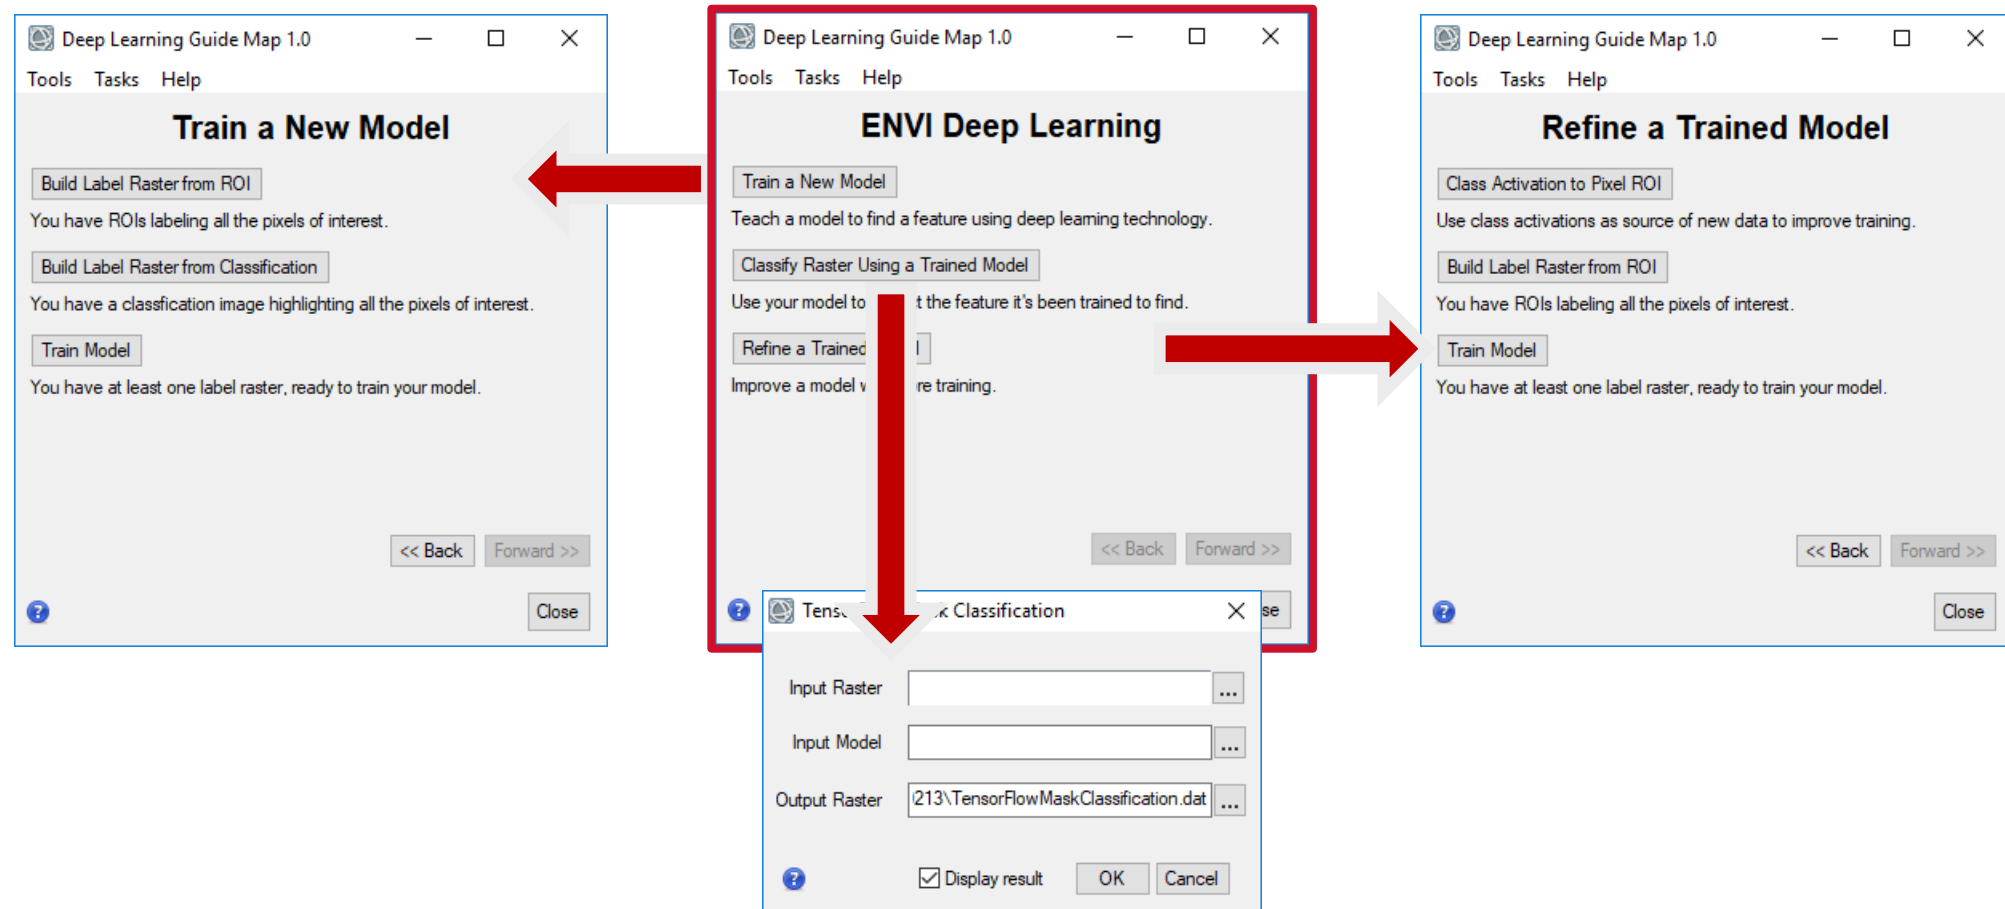 Deep Learning Guide Map 1.0
Tools Tasks Help
Train a New Model
Build Label Raster from ROI
You have ROIs labeling all the pixels of interest.
Build Label Raster from Classification
You have a classfication image highlighting all the pixels of interest.
Train Model
You have at least one label raster, ready to train your model.
<< Back Forward >>
Close
Deep Learning Guide Map 1.0
Tools Tasks Help
ENVI Deep Learning
Train a New Model
Teach a model to find a feature using deep learning technology.
Classify Raster Using a Trained Model
Use your model to t the feature it's been trained to find.
Refine a Trained l
Improve a model w re training.
<< Back Forward >>
se
Tens k Classification
Input Raster ...
Input Model ...
Output Raster 213\TensorFlowMaskClassification.dat ...
Display result OK Cancel
Deep Learning Guide Map 1.0
Tools Tasks Help
Refine a Trained Model
Class Activation to Pixel ROI
Use class activations as source of new data to improve training.
Build Label Raster from ROI
You have ROIs labeling all the pixels of interest.
Train Model
You have at least one label raster, ready to train your model.
<< Back Forward >>
Close